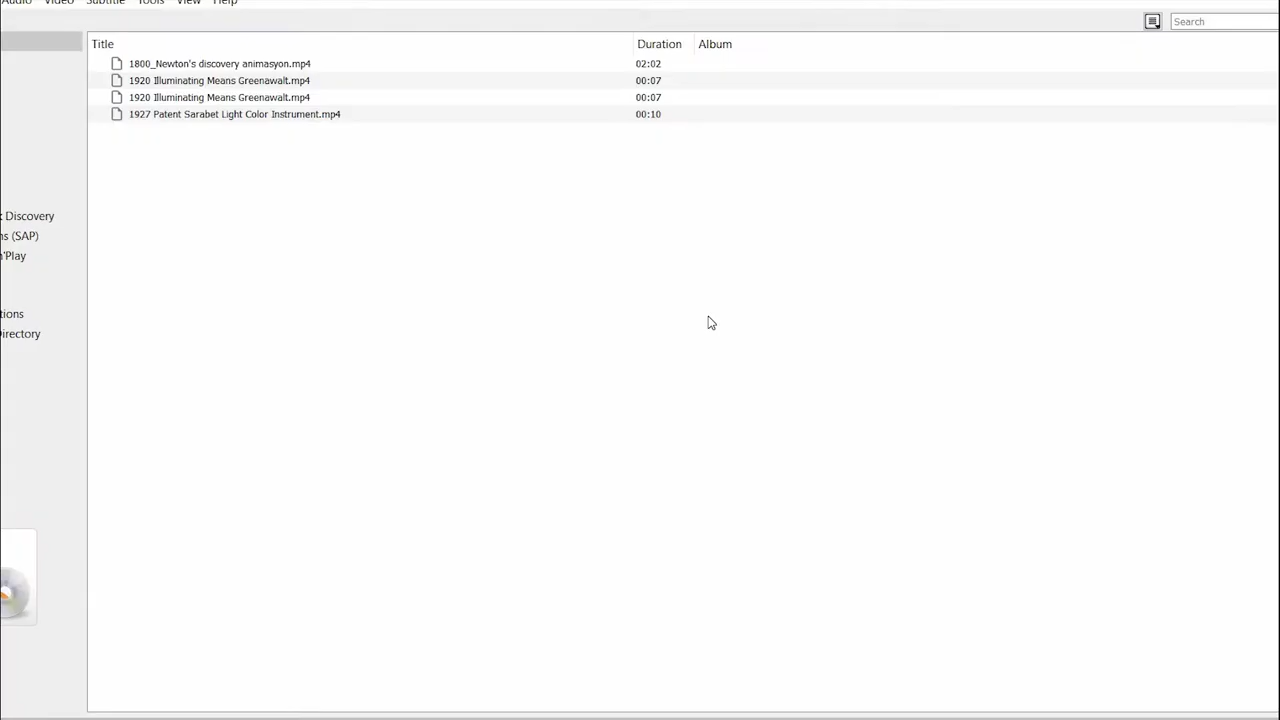 Audio Video Subtitle Tools View Help
Search
Title Duration Album
1800_Newton's discovery animasyon.mp4 02:02
1920 Illuminating Means Greenawalt.mp4 00:07
1920 Illuminating Means Greenawalt.mp4 00:07
1927 Patent Sarabet Light Color Instrument.mp4 00:10
Discovery
(SAP)
n'Play
tions
irectory